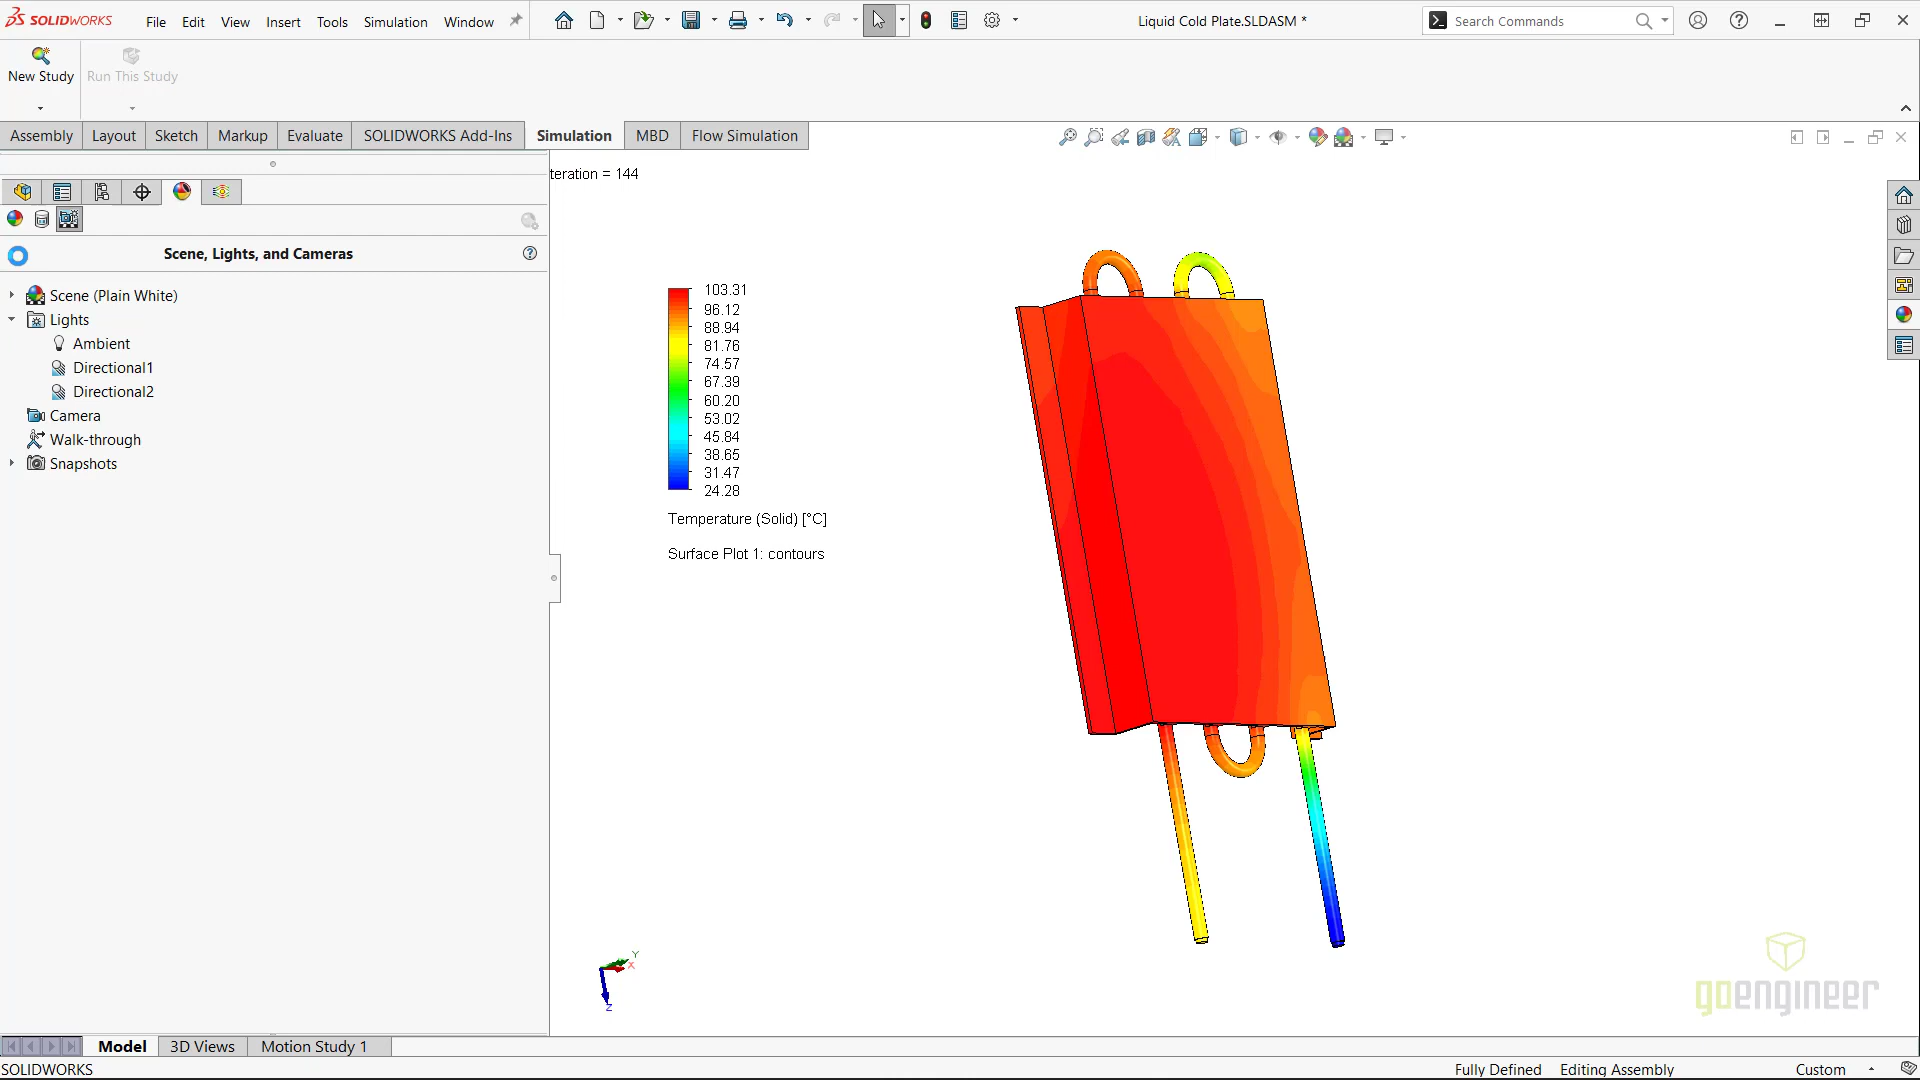 SOLIDWORKS
File Edit View Insert Tools Simulation Window
Liquid Cold Plate.SLDASM *
Search Commands
New Study
Run This Study
Assembly Layout Sketch Markup Evaluate SOLIDWORKS Add-Ins Simulation MBD Flow Simulation
teration = 144
Scene, Lights, and Cameras
Scene (Plain White)
Lights
Ambient
Directional1
Directional2
Camera
Walk-through
Snapshots
103.31
96.12
88.94
81.76
74.57
67.39
60.20
53.02
45.84
38.65
31.47
24.28
Temperature (Solid) [°C]
Surface Plot 1: contours
Y
X
Z
goengineer
Model 3D Views Motion Study 1
SOLIDWORKS
Fully Defined Editing Assembly Custom